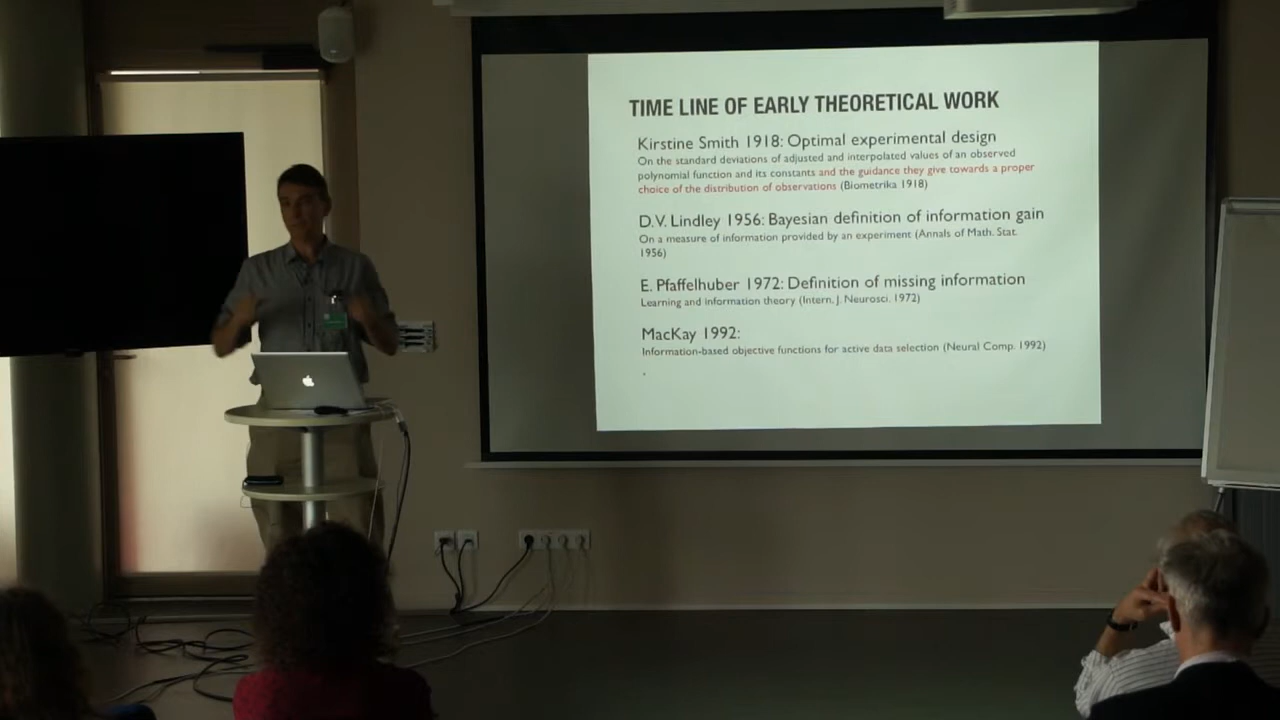 TIME LINE OF EARLY THEORETICAL WORK
Kirstine Smith 1918: Optimal experimental design
On the standard deviations of adjusted and interpolated values of an observed
polynomial function and its constants and the guidance they give towards a proper
choice of the distribution of observations (Biometrika 1918)
D.V. Lindley 1956: Bayesian definition of information gain
On a measure of information provided by an experiment (Annals of Math. Stat.
1956)
E. Pfaffelhuber 1972: Definition of missing information
Learning and information theory (Intern. J. Neurosci. 1972)
MacKay 1992:
Information-based objective functions for active data selection (Neural Comp. 1992)
.